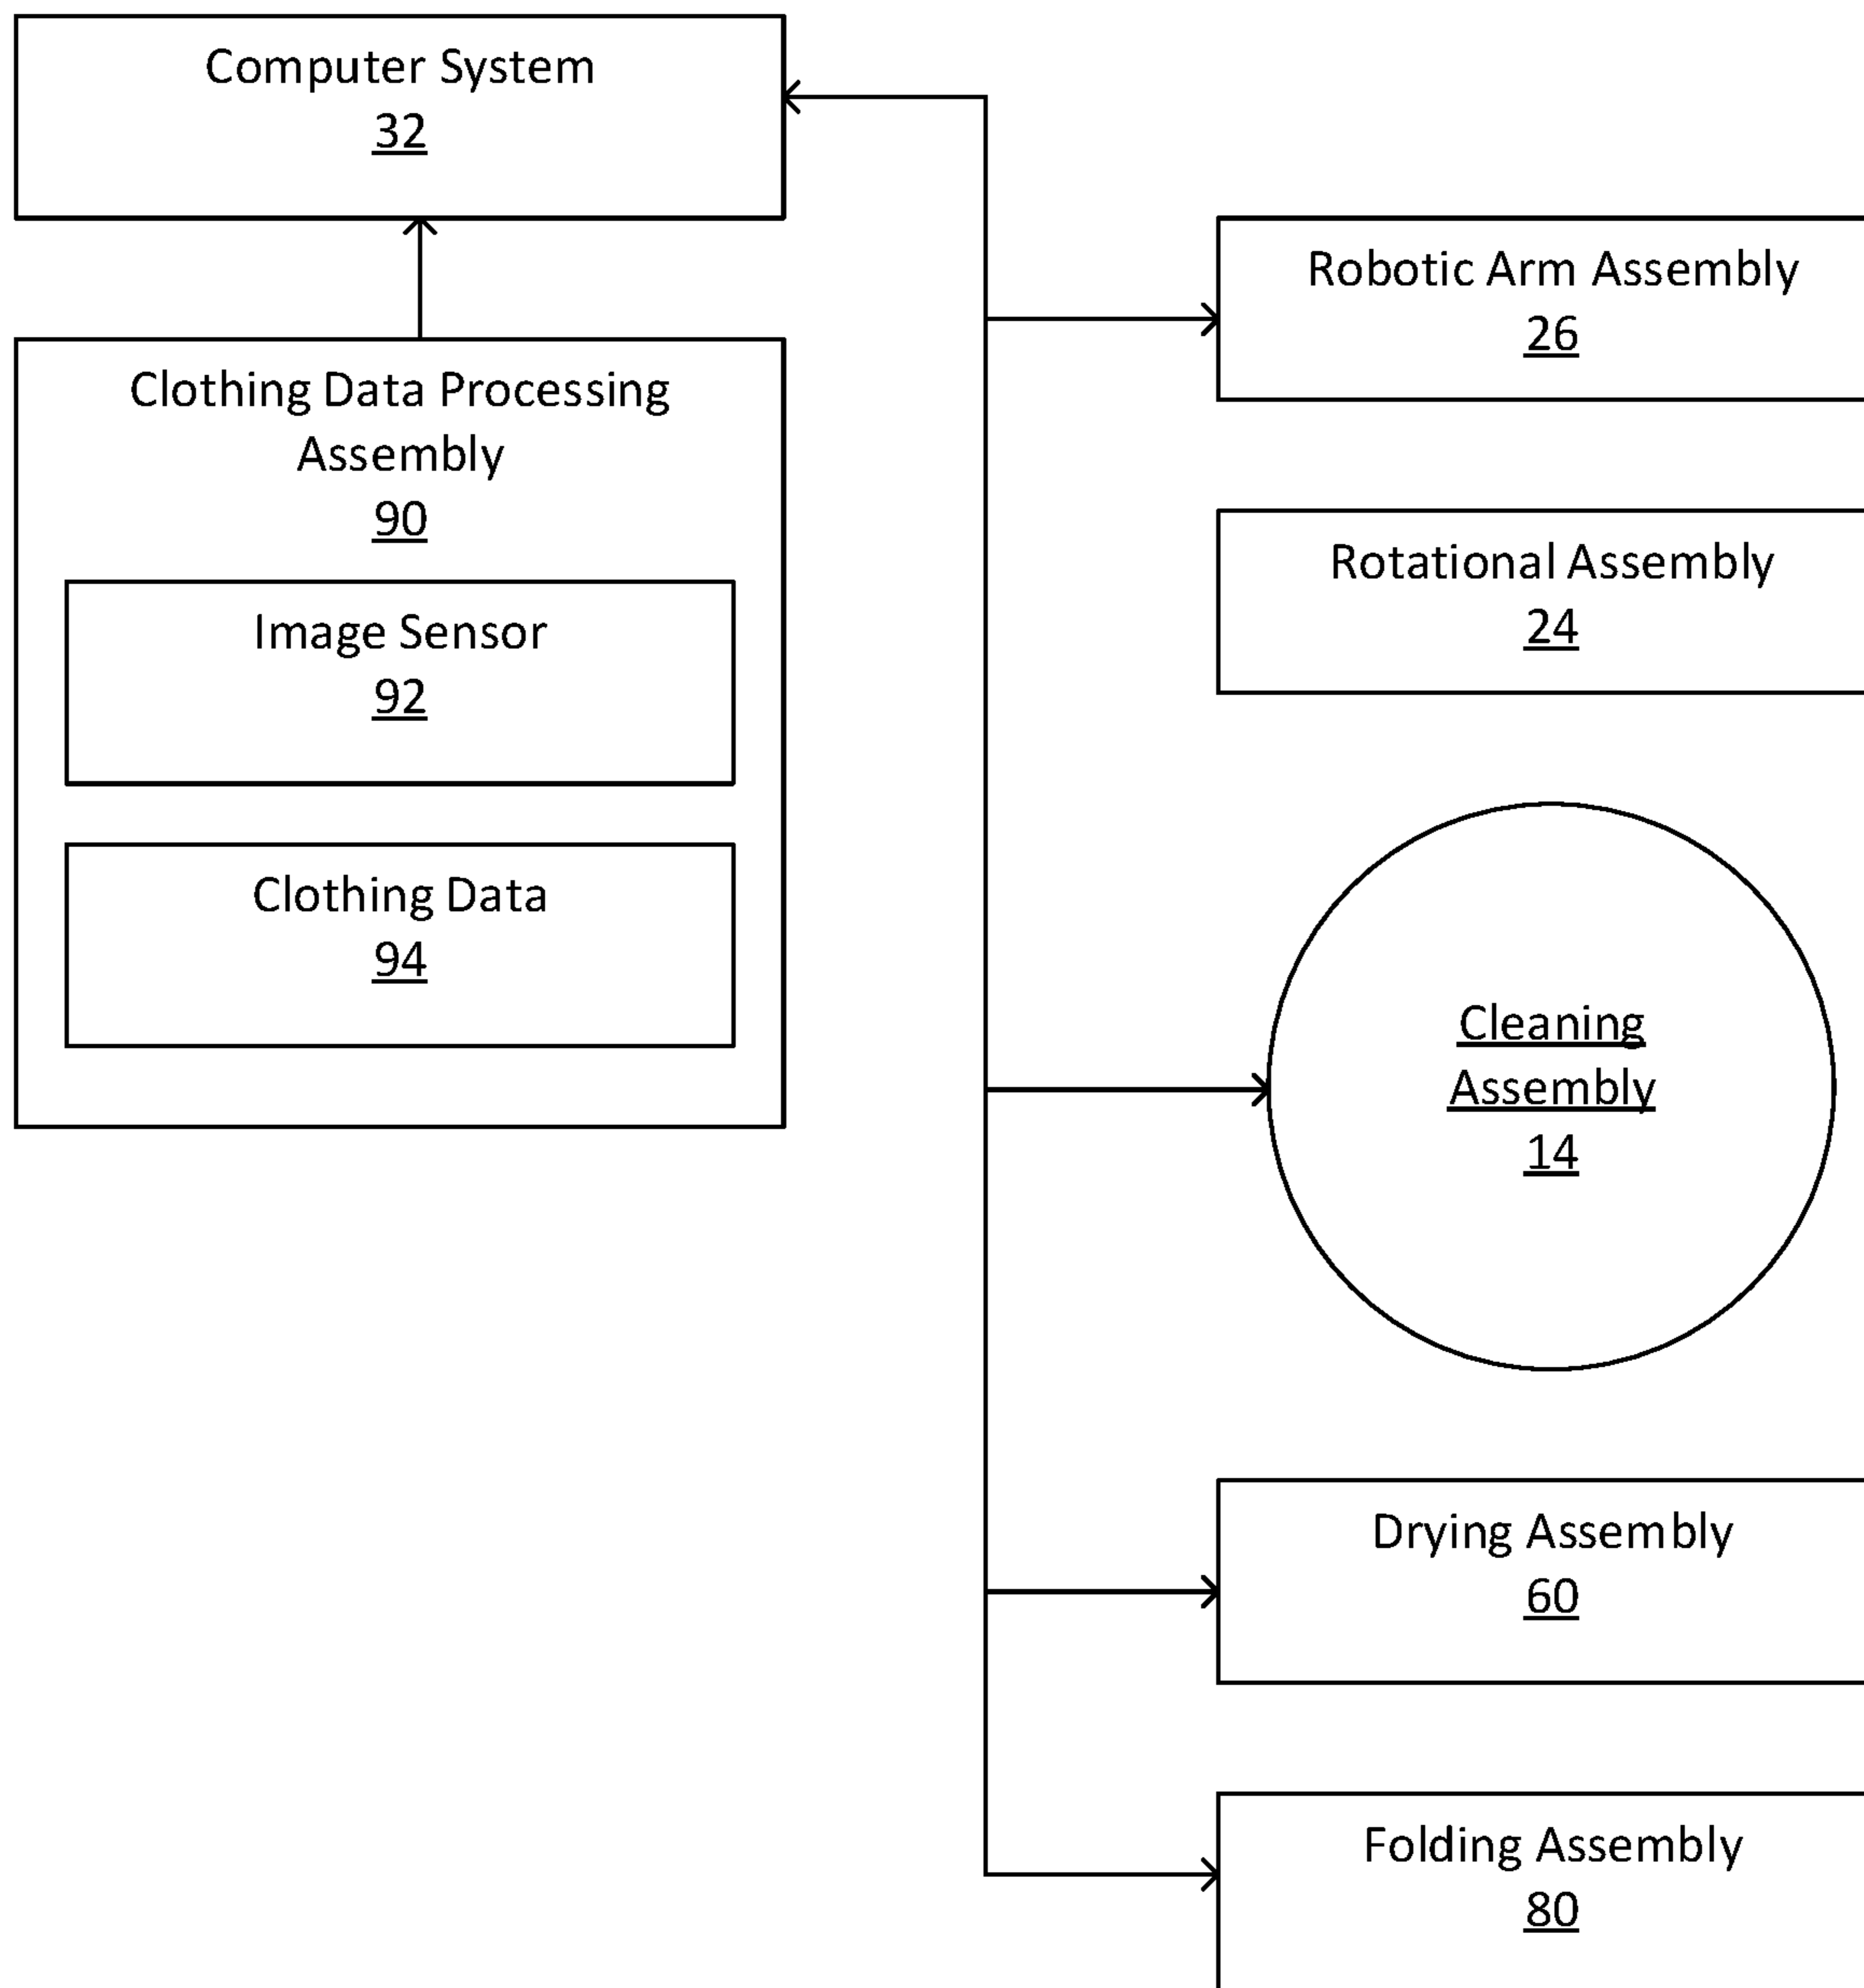 Computer System
32
Clothing Data Processing
Assembly
90
Image Sensor
92
Clothing Data
94
Robotic Arm Assembly
26
Rotational Assembly
24
Cleaning
Assembly
14
Drying Assembly
60
Folding Assembly
80